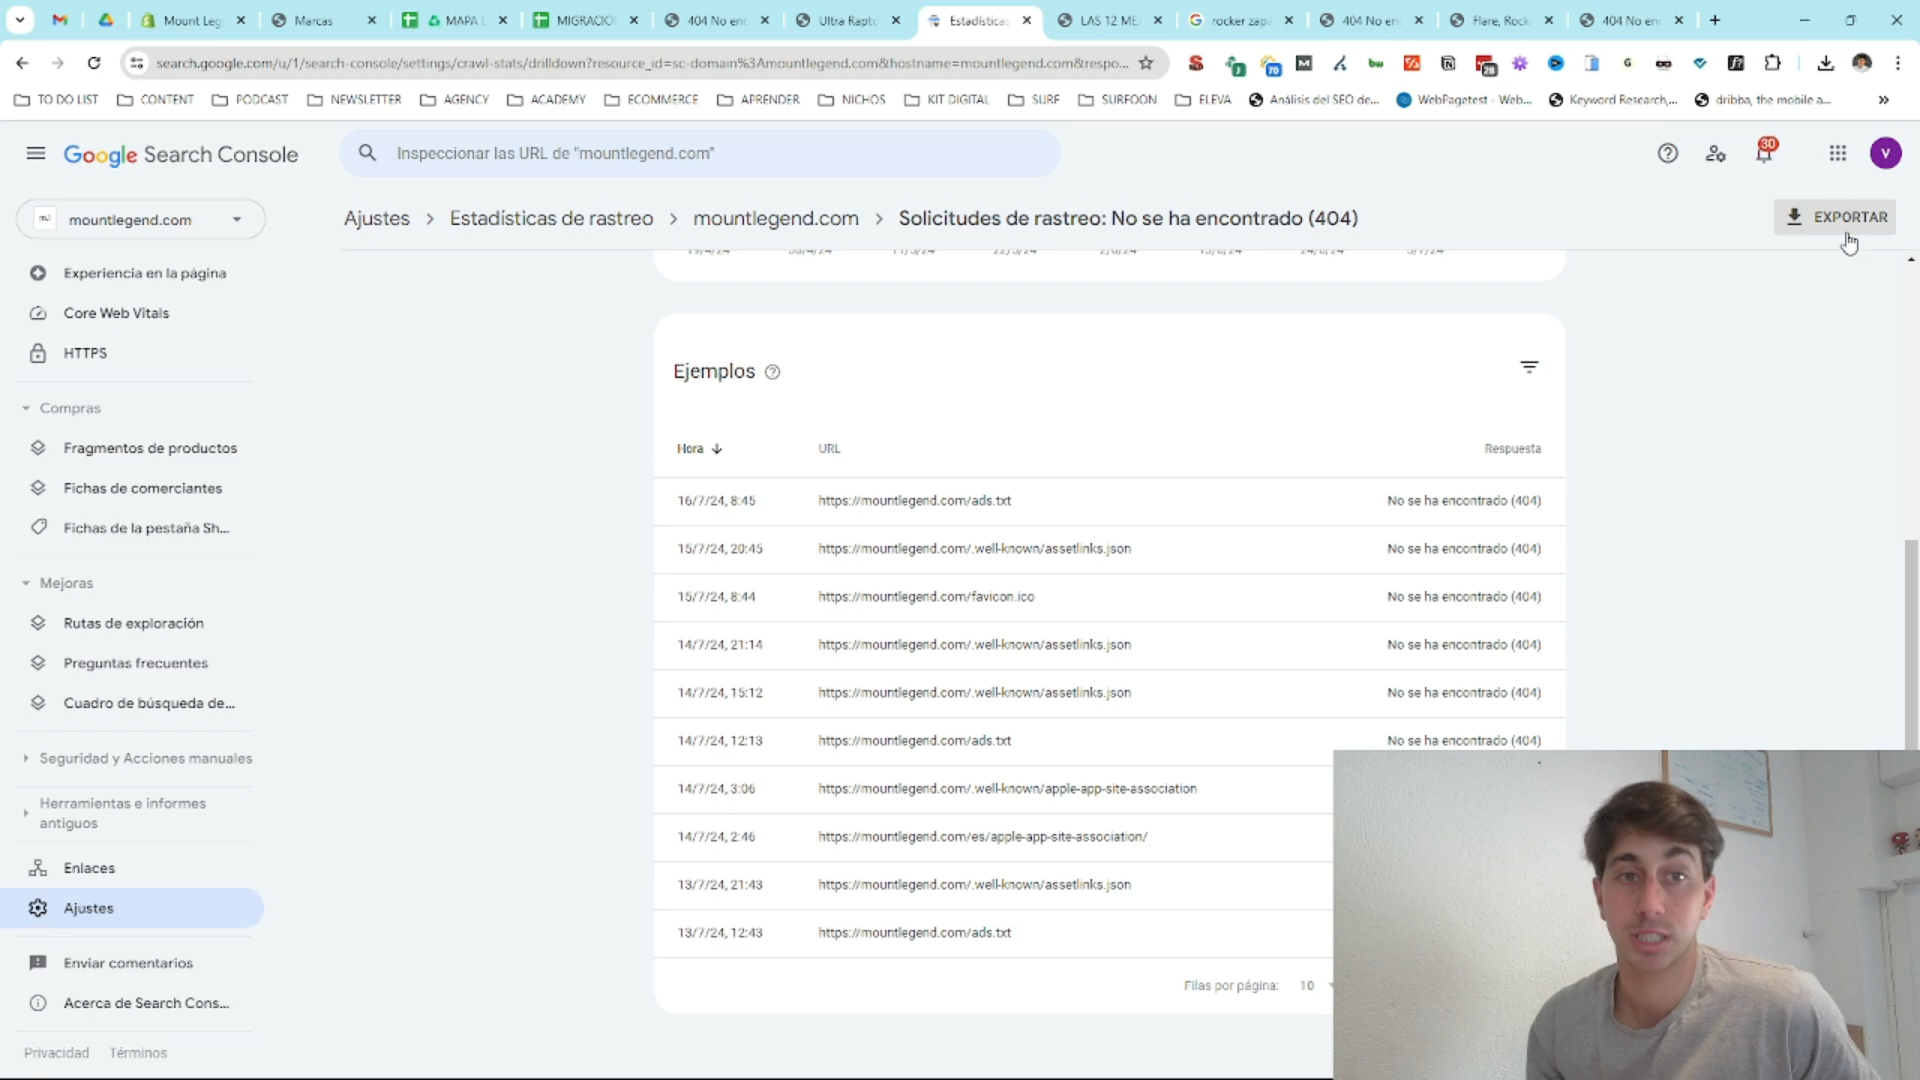 Mount Leg
Marcas
MAPA
MIGRACIO
404 No enc
Ultra Rapto
Estadísticas
LAS 12 ME
rocker zapa
404 No enc
Flare, Rock
404 No enc
search.google.com/u/1/search-console/settings/crawl-stats/drilldown?resource_id=sc-domain%3Amountlegend.com&hostname=mountlegend.com&respo...
TO DO LIST
CONTENT
PODCAST
NEWSLETTER
AGENCY
ACADEMY
ECOMMERCE
APRENDER
NICHOS
KIT DIGITAL
SURF
SURFOON
ELEVA
Análisis del SEO de...
WebPagetest - Web...
Keyword Research,...
dribba, the mobile a...
Google Search Console
Inspeccionar las URL de "mountlegend.com"
30
V
mountlegend.com
Ajustes > Estadísticas de rastreo > mountlegend.com > Solicitudes de rastreo: No se ha encontrado (404)
EXPORTAR
Experiencia en la página
Core Web Vitals
HTTPS
Compras
Fragmentos de productos
Fichas de comerciantes
Fichas de la pestaña Sh...
Mejoras
Rutas de exploración
Preguntas frecuentes
Cuadro de búsqueda de...
Seguridad y Acciones manuales
Herramientas e informes
antiguos
Enlaces
Ajustes
Enviar comentarios
Acerca de Search Cons...
Privacidad Términos
Ejemplos
Hora URL Respuesta
16/7/24, 8:45 https://mountlegend.com/ads.txt No se ha encontrado (404)
15/7/24, 20:45 https://mountlegend.com/.well-known/assetlinks.json No se ha encontrado (404)
15/7/24, 8:44 https://mountlegend.com/favicon.ico No se ha encontrado (404)
14/7/24, 21:14 https://mountlegend.com/.well-known/assetlinks.json No se ha encontrado (404)
14/7/24, 15:12 https://mountlegend.com/.well-known/assetlinks.json No se ha encontrado (404)
14/7/24, 12:13 https://mountlegend.com/ads.txt No se ha encontrado (404)
14/7/24, 3:06 https://mountlegend.com/.well-known/apple-app-site-association
14/7/24, 2:46 https://mountlegend.com/es/apple-app-site-association/
13/7/24, 21:43 https://mountlegend.com/.well-known/assetlinks.json
13/7/24, 12:43 https://mountlegend.com/ads.txt
Filas por página: 10